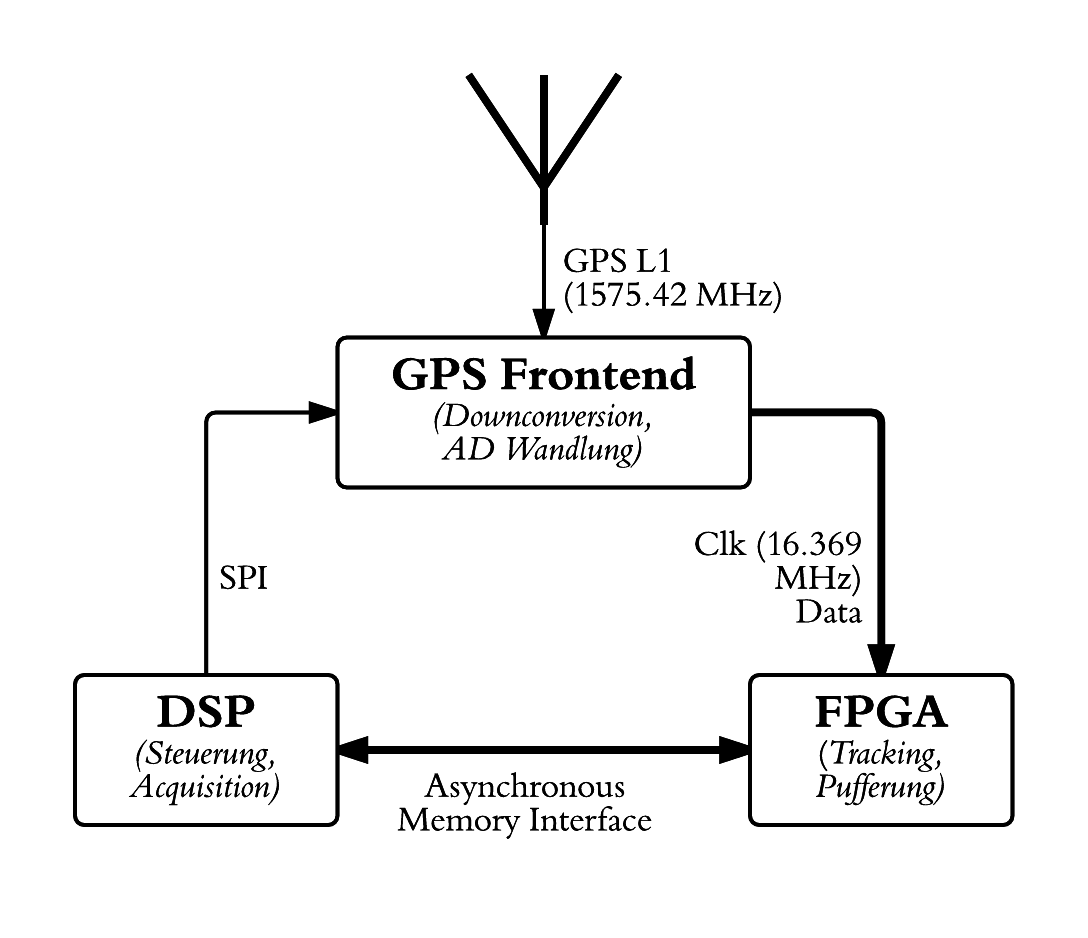 GPS L1
(1575.42 MHz)
GPS Frontend
(Downconversion,
AD Wandlung)
Clk (16.369
MHz)
Data
SPI
DSP
(Steuerung,
Acquisition)
FPGA
(Tracking,
Pufferung)
Asynchronous
Memory Interface